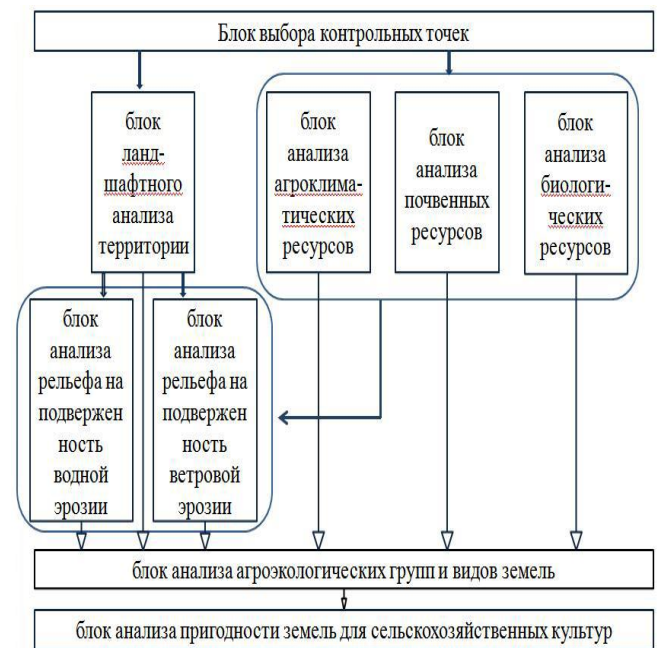 Блок выбора контрольных точек
блок
ланд-
шафтного
анализа
территории
блок
анализа
агроклима-
тических
ресурсов
блок
анализа
почвенных
ресурсов
блок
анализа
биологи-
ческих
ресурсов
блок
анализа
рельефа на
подвержен
ность
водной
эрозии
блок
анализа
рельефа на
подвержен
ность
ветровой
эрозии
блок анализа агроэкологических групп и видов земель
блок анализа пригодности земель для сельскохозяйственных культур